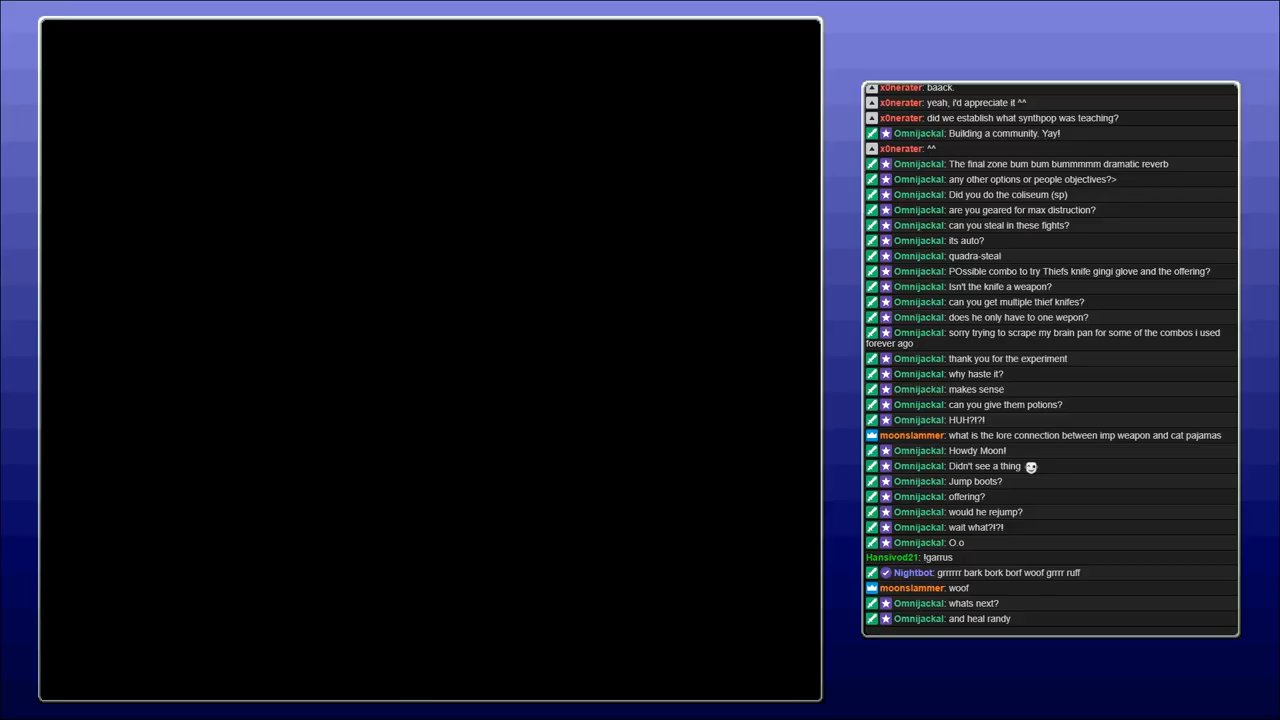 x0nerater: baack.
x0nerater: yeah, i'd appreciate it ^^
x0nerater: did we establish what synthpop was teaching?
Omnijackal: Building a community. Yay!
x0nerater: ^^
Omnijackal: The final zone bum bum bummmmm dramatic reverb
Omnijackal: any other options or people objectives?>
Omnijackal: Did you do the coliseum (sp)
Omnijackal: are you geared for max distruction?
Omnijackal: can you steal in these fights?
Omnijackal: its auto?
Omnijackal: quadra-steal
Omnijackal: POssible combo to try Thiefs knife gingi glove and the offering?
Omnijackal: Isn't the knife a weapon?
Omnijackal: can you get multiple thief knifes?
Omnijackal: does he only have to one wepon?
Omnijackal: sorry trying to scrape my brain pan for some of the combos i used
forever ago
Omnijackal: thank you for the experiment
Omnijackal: why haste it?
Omnijackal: makes sense
Omnijackal: can you give them potions?
Omnijackal: HUH?!?!
moonslammer: what is the lore connection between imp weapon and cat pajamas
Omnijackal: Howdy Moon!
Omnijackal: Didn't see a thing
Omnijackal: Jump boots?
Omnijackal: offering?
Omnijackal: would he rejump?
Omnijackal: wait what?!?!
Omnijackal: O.o
Hansivod21: !garrus
Nightbot: grrrrrr bark bork borf woof grrr ruff
moonslammer: woof
Omnijackal: whats next?
Omnijackal: and heal randy